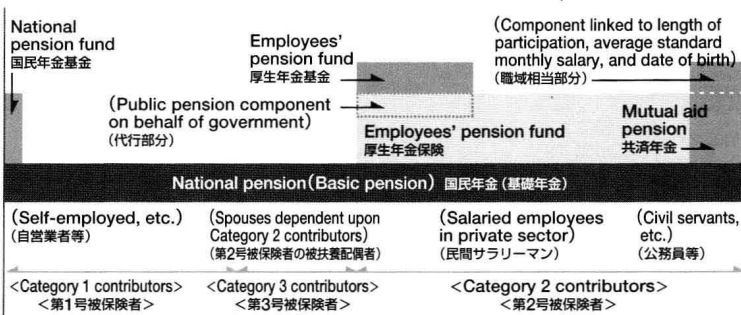 National
pension fund
国民年金基金
Employees'
pension fund
厚生年金基金
(Component linked to length of
participation, average standard
monthly salary, and date of birth)
(職域相当部分)
(Public pension component
on behalf of government)
(代行部分)
Employees' pension fund
厚生年金保険
Mutual aid
pension
共済年金
National pension(Basic pension) 国民年金(基礎年金)
(Self-employed, etc.)
(自営業者等)
(Spouses dependent upon
Category 2 contributors)
(第2号被保険者の被扶養配偶者)
(Salaried employees
in private sector)
(民間サラリーマン)
(Civil servants,
etc.)
(公務員等)
<Category 1 contributors>
<第1号被保険者>
<Category 3 contributors>
<第3号被保険者>
<Category 2 contributors>
<第2号被保険者>